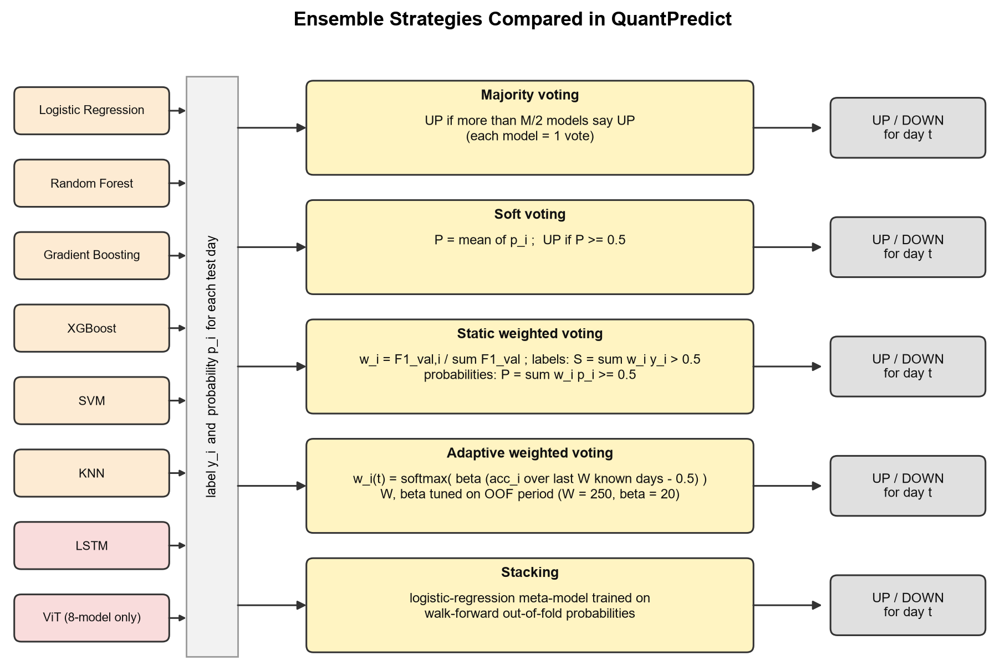 Ensemble Strategies Compared in QuantPredict
Logistic Regression
Random Forest
Gradient Boosting
XGBoost
SVM
KNN
LSTM
ViT (8-model only)
label y_i  and  probability p_i  for each test day
Majority voting
UP if more than M/2 models say UP
(each model = 1 vote)
UP / DOWN
for day t
Soft voting
P = mean of p_i ;  UP if P >= 0.5
UP / DOWN
for day t
Static weighted voting
w_i = F1_val,i / sum F1_val ; labels: S = sum w_i y_i > 0.5
probabilities: P = sum w_i p_i >= 0.5
UP / DOWN
for day t
Adaptive weighted voting
w_i(t) = softmax( beta (acc_i over last W known days - 0.5) )
W, beta tuned on OOF period (W = 250, beta = 20)
UP / DOWN
for day t
Stacking
logistic-regression meta-model trained on
walk-forward out-of-fold probabilities
UP / DOWN
for day t